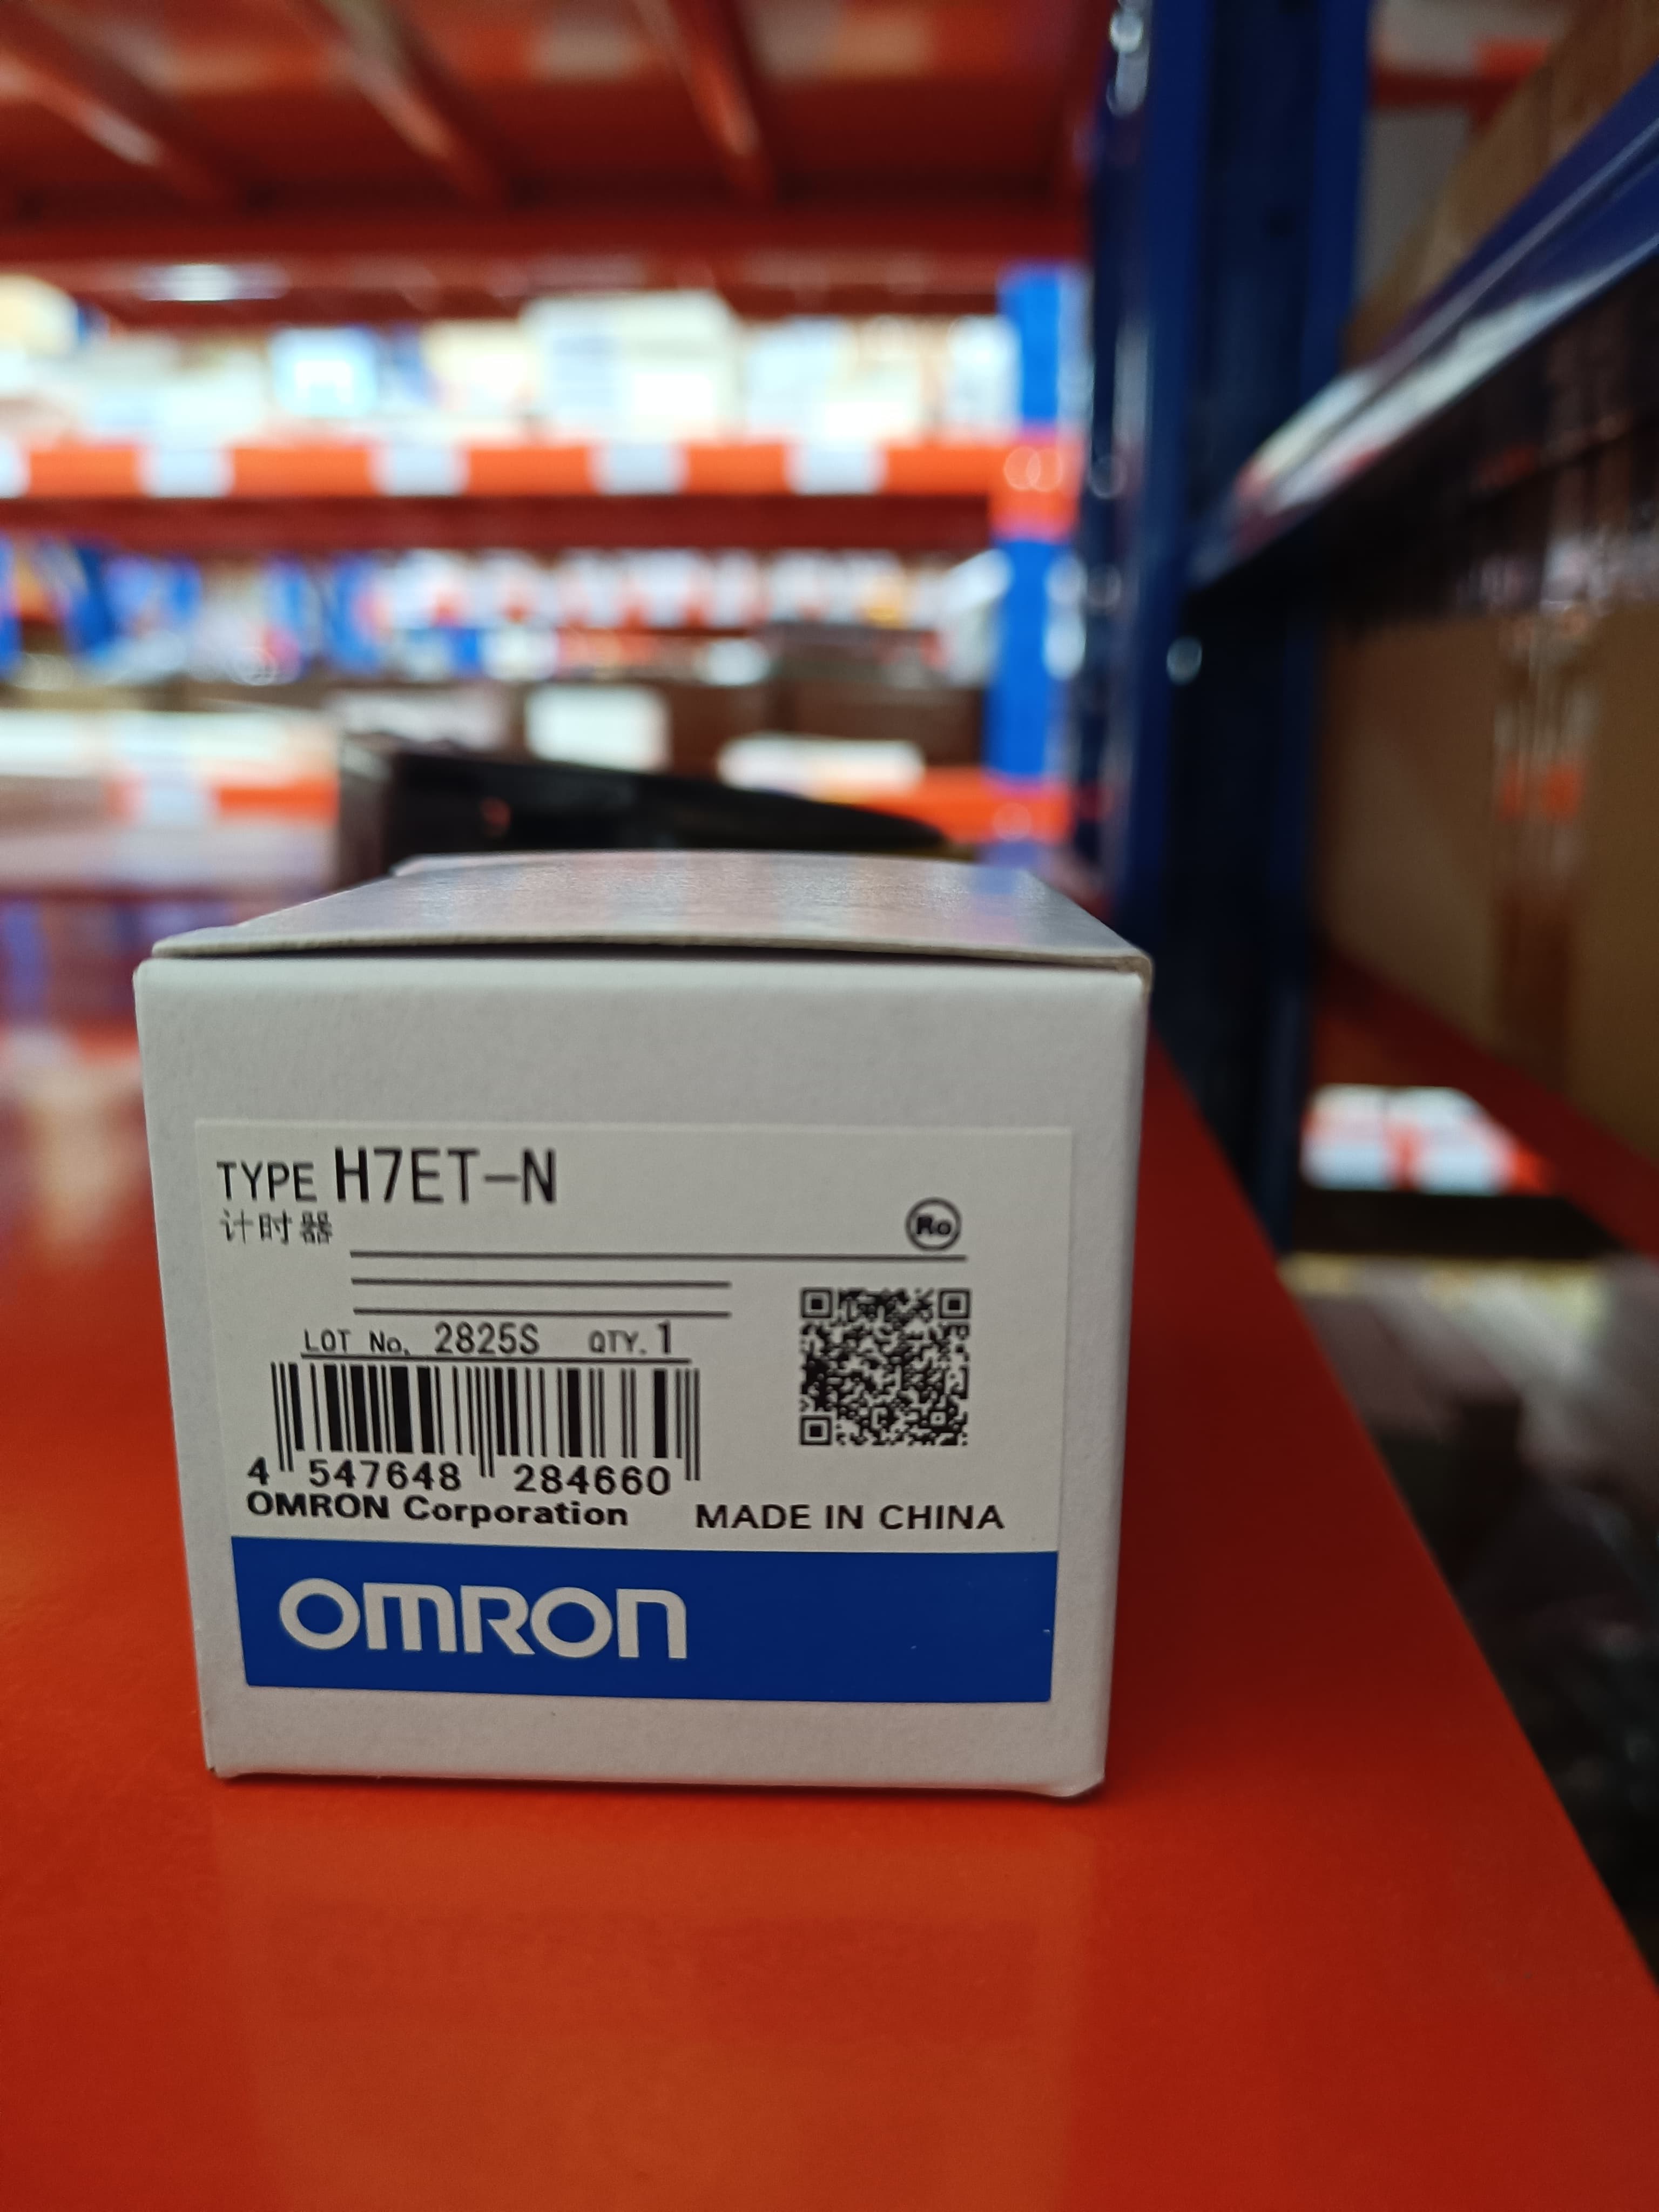 TYPE H7ET-N
计时器
Ro
LOT No. 2825S QTY. 1
4 547648 284660
OMRON Corporation MADE IN CHINA
OMRON